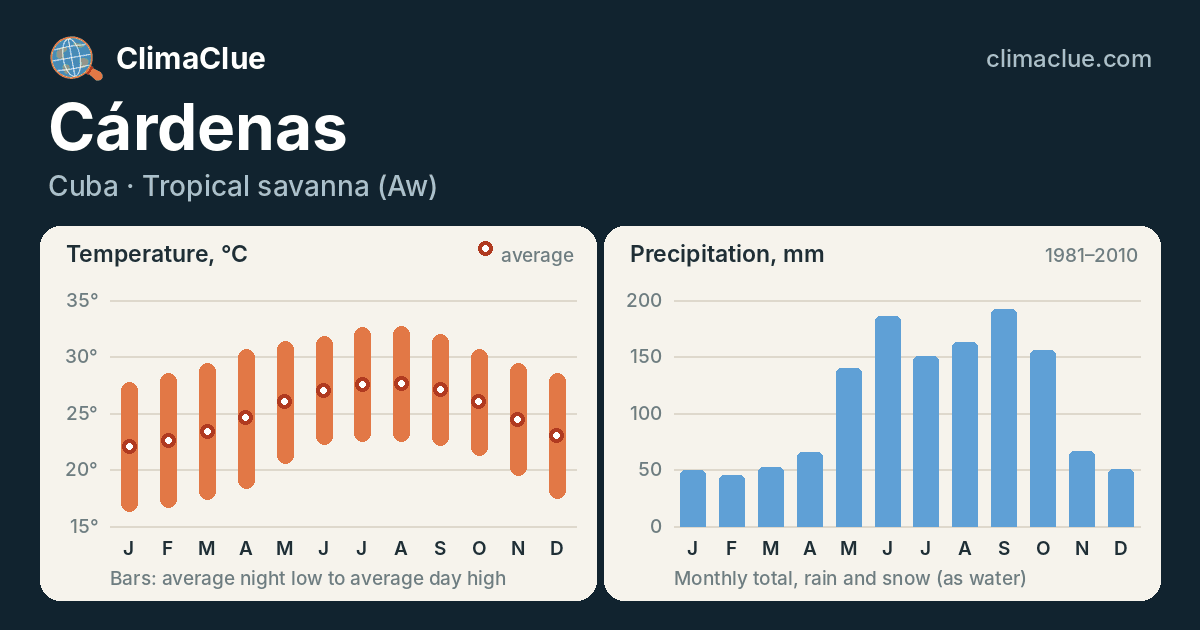 ClimaClue
climaclue.com
Cárdenas
Cuba · Tropical savanna (Aw)
Temperature, °C
average
35°
30°
25°
20°
15°
J F M A M J J A S O N D
Bars: average night low to average day high
Precipitation, mm
1981–2010
200
150
100
50
0
J F M A M J J A S O N D
Monthly total, rain and snow (as water)